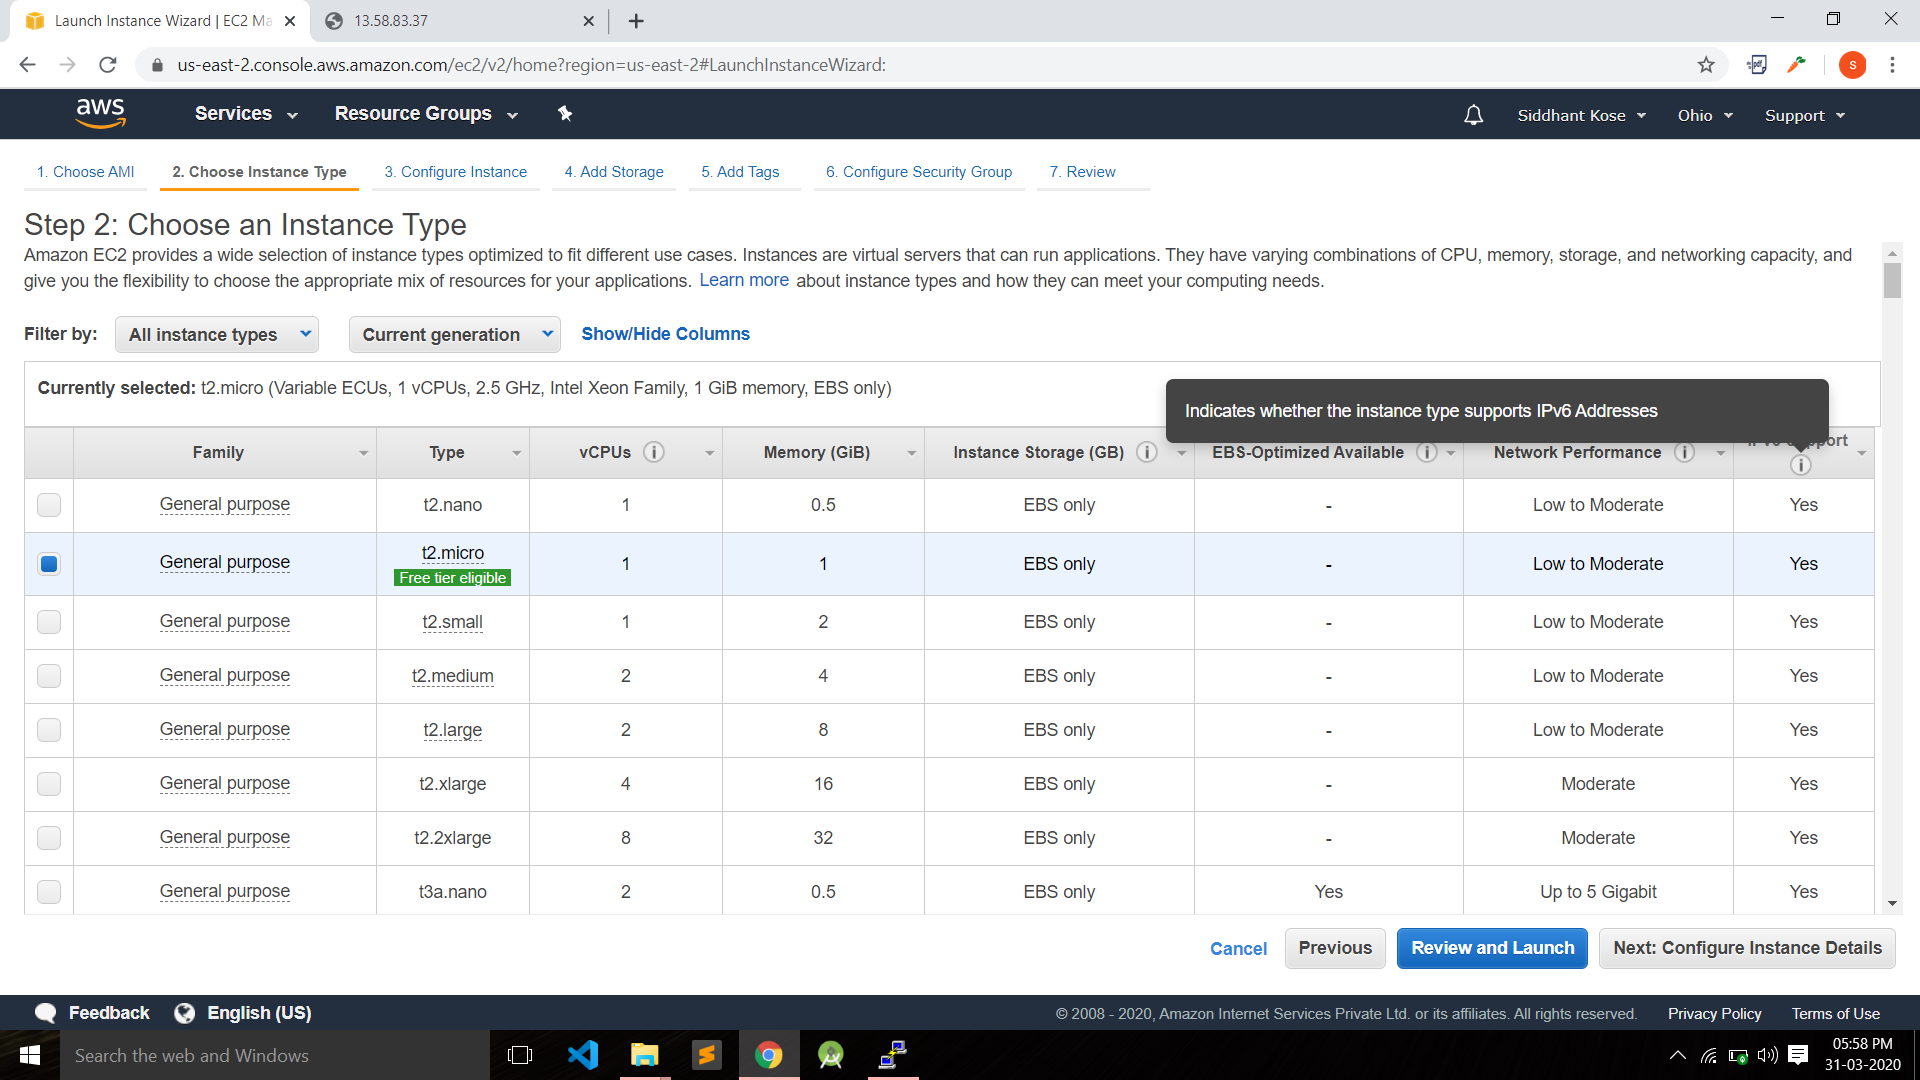 Launch Instance Wizard | EC2 Ma
13.58.83.37
us-east-2.console.aws.amazon.com/ec2/v2/home?region=us-east-2#LaunchInstanceWizard:
pdf
s
aws
Services
Resource Groups
Siddhant Kose
Ohio
Support
1. Choose AMI
2. Choose Instance Type
3. Configure Instance
4. Add Storage
5. Add Tags
6. Configure Security Group
7. Review
Step 2: Choose an Instance Type
Amazon EC2 provides a wide selection of instance types optimized to fit different use cases. Instances are virtual servers that can run applications. They have varying combinations of CPU, memory, storage, and networking capacity, and
give you the flexibility to choose the appropriate mix of resources for your applications. Learn more about instance types and how they can meet your computing needs.
Filter by: All instance types Current generation Show/Hide Columns
Currently selected: t2.micro (Variable ECUs, 1 vCPUs, 2.5 GHz, Intel Xeon Family, 1 GiB memory, EBS only)
Indicates whether the instance type supports IPv6 Addresses
Family Type vCPUs i Memory (GiB) Instance Storage (GB) i EBS-Optimized Available i Network Performance i i
General purpose t2.nano 1 0.5 EBS only - Low to Moderate Yes
General purpose t2.micro 1 1 EBS only - Low to Moderate Yes
Free tier eligible
General purpose t2.small 1 2 EBS only - Low to Moderate Yes
General purpose t2.medium 2 4 EBS only - Low to Moderate Yes
General purpose t2.large 2 8 EBS only - Low to Moderate Yes
General purpose t2.xlarge 4 16 EBS only - Moderate Yes
General purpose t2.2xlarge 8 32 EBS only - Moderate Yes
General purpose t3a.nano 2 0.5 EBS only Yes Up to 5 Gigabit Yes
Cancel
Previous
Review and Launch
Next: Configure Instance Details
Feedback
English (US)
© 2008 - 2020, Amazon Internet Services Private Ltd. or its affiliates. All rights reserved.
Privacy Policy
Terms of Use
Search the web and Windows
05:58 PM
31-03-2020